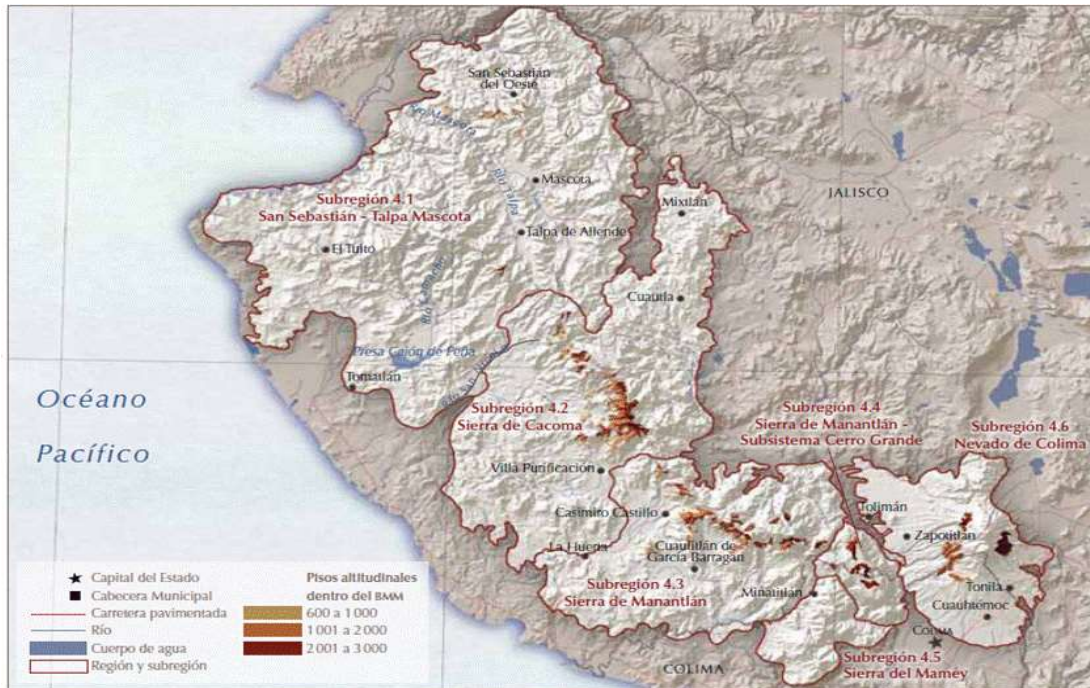 San Sebastián
del Oeste
Río Mascota
Mascota
Río Talpa
JALISCO
Subregión 4.1
San Sebastián - Talpa Mascota
Mixtlán
Talpa de Allende
El Tuito
Cuautla
Presa Cajón de Peña
Tomatlán
Océano
Pacífico
Subregión 4.2
Sierra de Cacoma
Subregión 4.4
Sierra de Manantlán -
Subsistema Cerro Grande
Subregión 4.6
Nevado de Colima
Villa Purificación
Casimiro Castillo
Tolimán
Zapotitlán
La Huerta
Cuautitlán de
García Barragán
Subregión 4.3
Sierra de Manantlán
Minatitlán
Tonila
Cuauhtémoc
COLIMA
Subregión 4.5
Sierra del Mamey
COLIMA
Capital del Estado
Cabecera Municipal
Carretera pavimentada
Río
Cuerpo de agua
Región y subregión
Pisos altitudinales
dentro del BMM
600 a 1 000
1 001 a 2 000
2 001 a 3 000